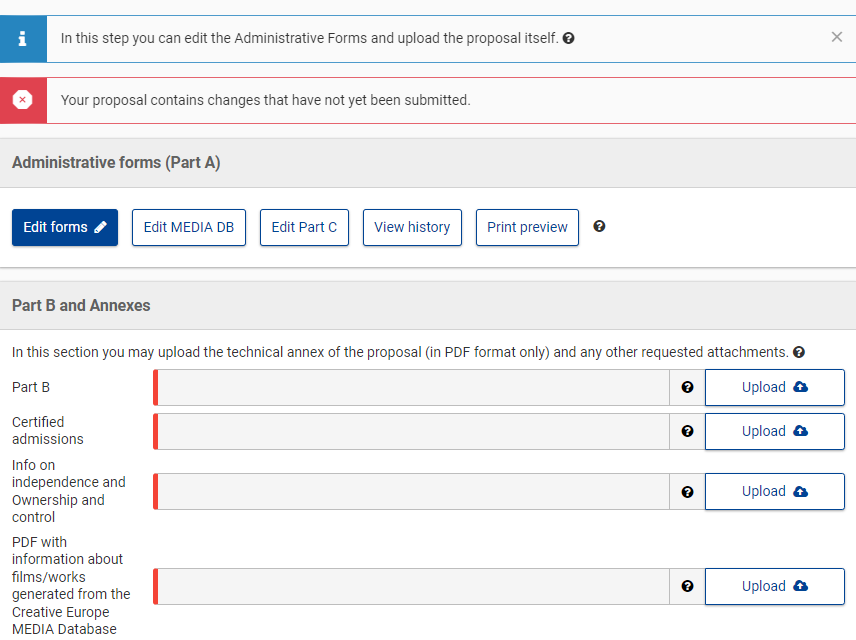 In this step you can edit the Administrative Forms and upload the proposal itself.
Your proposal contains changes that have not yet been submitted.
Administrative forms (Part A)
Edit forms
Edit MEDIA DB
Edit Part C
View history
Print preview
Part B and Annexes
In this section you may upload the technical annex of the proposal (in PDF format only) and any other requested attachments.
Part B
Upload
Certified
admissions
Upload
Info on
independence and
Ownership and
control
Upload
PDF with
information about
films/works
generated from the
Creative Europe
MEDIA Database
Upload